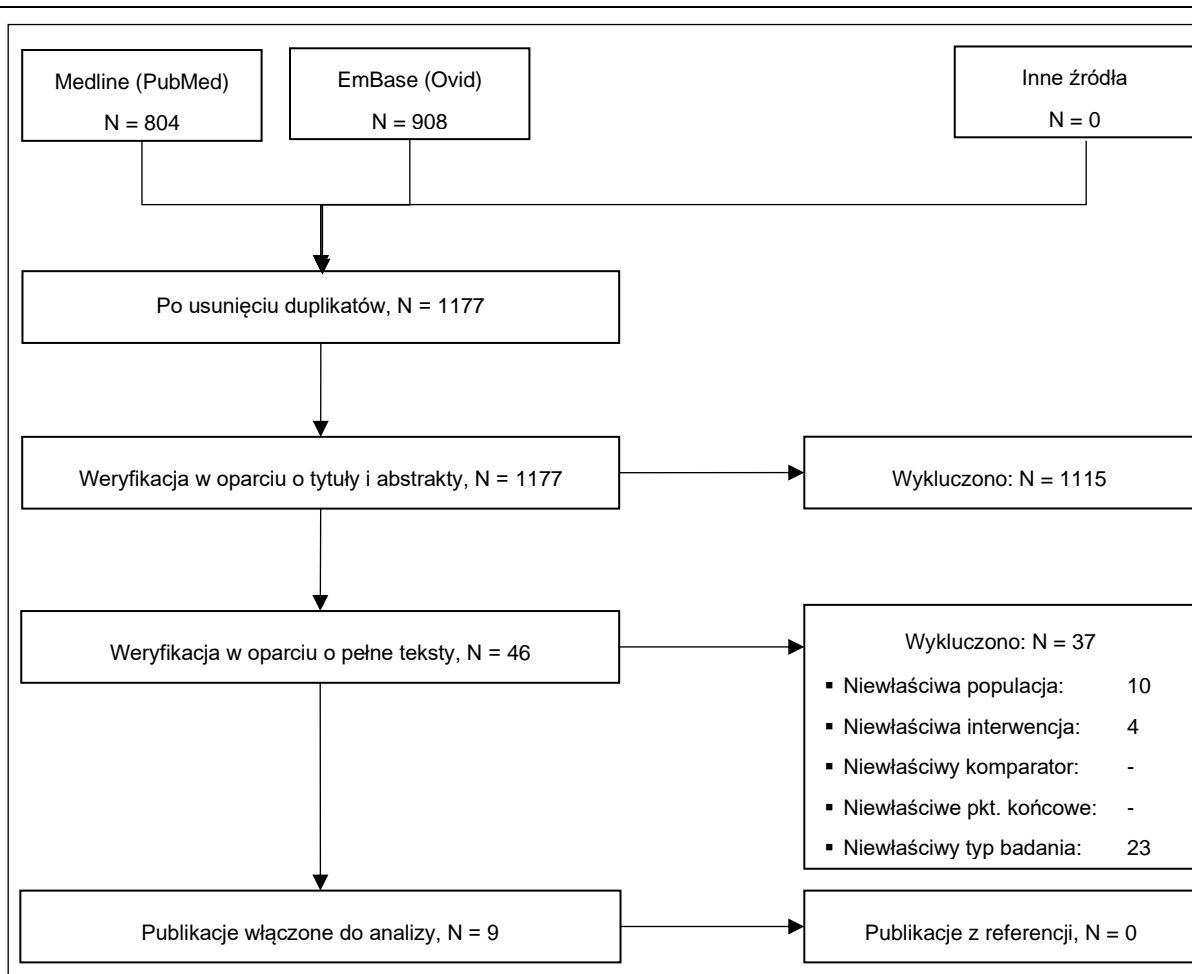 Medline (PubMed)
N = 804
EmBase (Ovid)
N = 908
Inne źródła
N = 0
Po usunięciu duplikatów, N = 1177
Weryfikacja w oparciu o tytuły i abstrakty, N = 1177
Wykluczono: N = 1115
Weryfikacja w oparciu o pełne teksty, N = 46
Wykluczono: N = 37
▪ Niewłaściwa populacja: 10
▪ Niewłaściwa interwencja: 4
▪ Niewłaściwy komparator: -
▪ Niewłaściwe pkt. końcowe: -
▪ Niewłaściwy typ badania: 23
Publikacje włączone do analizy, N = 9
Publikacje z referencji, N = 0